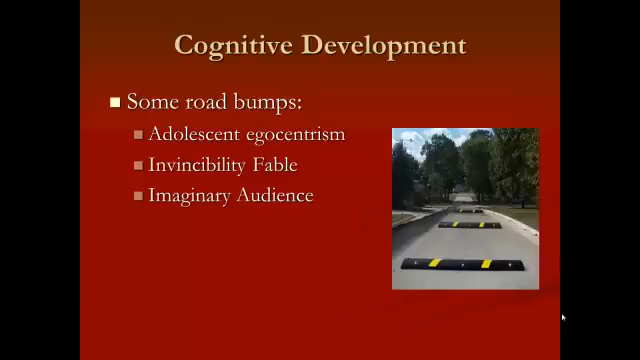 Cognitive Development
Some road bumps:
Adolescent egocentrism
Invincibility Fable
Imaginary Audience